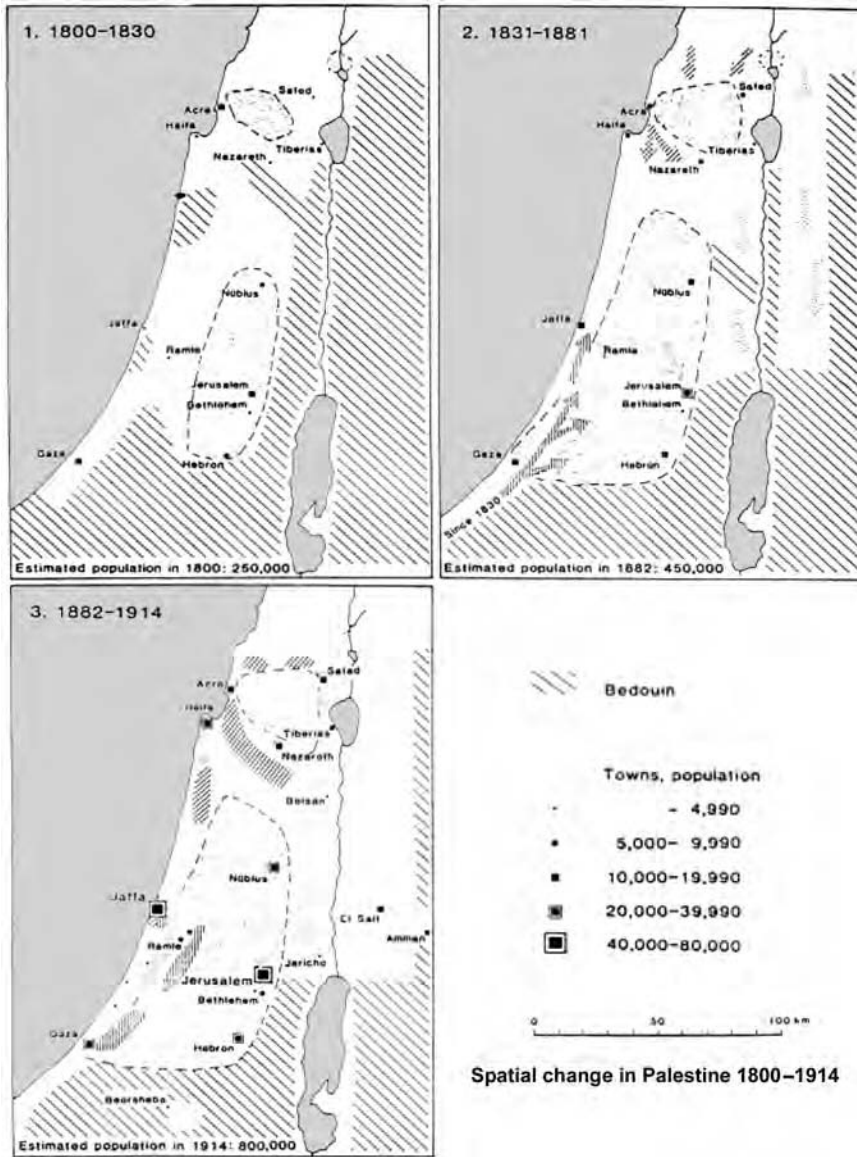 1. 1800–1830
Safed
Acre
Haifa
Tiberias
Nazareth
Nablus
Jaffa
Ramle
Jerusalem
Bethlehem
Gaza
Hebron
Estimated population in 1800: 250,000
2. 1831–1881
Safed
Acre
Haifa
Tiberias
Nazareth
Nablus
Jaffa
Ramla
Jerusalem
Bethlehem
Gaza
Hebron
Since 1830
Estimated population in 1882: 450,000
3. 1882–1914
Safad
Acre
Haifa
Tiberias
Nazaroth
Beisan
Nablus
Jaffa
El Salt
Ramle
Amman
Jericho
Jerusalem
Bethlehem
Gaza
Hebron
Beersheba
Estimated population in 1914: 800,000
Bedouin
Towns, population
– 4,990
5,000– 9,990
10,000–19,990
20,000–39,990
40,000–80,000
0 50 100 km
Spatial change in Palestine 1800–1914